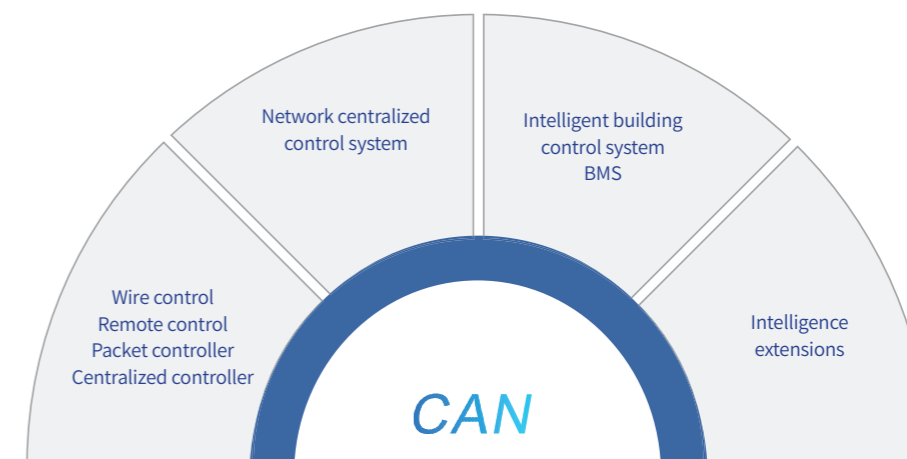 Network centralized
control system
Intelligent building
control system
BMS
Wire control
Remote control
Packet controller
Centralized controller
Intelligence
extensions
CAN